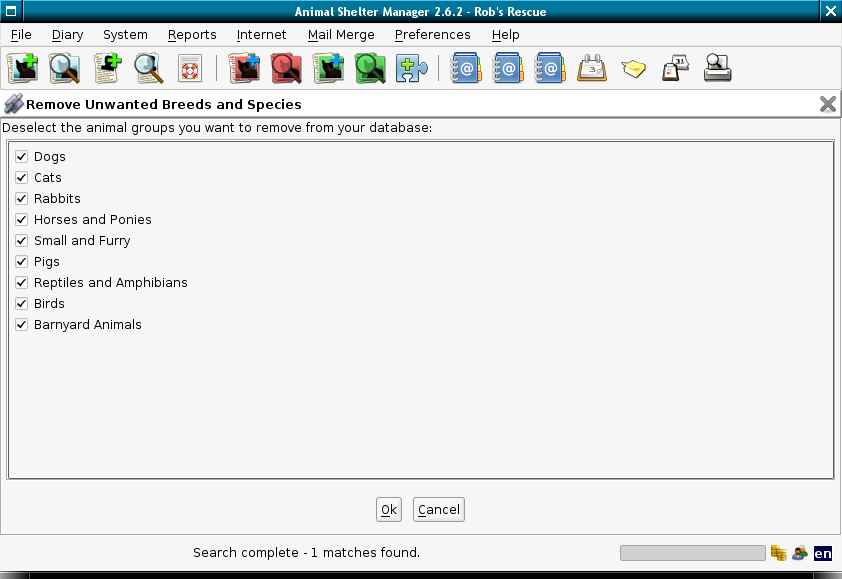 Animal Shelter Manager 2.6.2 - Rob's Rescue
File Diary System Reports Internet Mail Merge Preferences Help
Remove Unwanted Breeds and Species
Deselect the animal groups you want to remove from your database:
Dogs
Cats
Rabbits
Horses and Ponies
Small and Furry
Pigs
Reptiles and Amphibians
Birds
Barnyard Animals
Ok Cancel
Search complete - 1 matches found. en